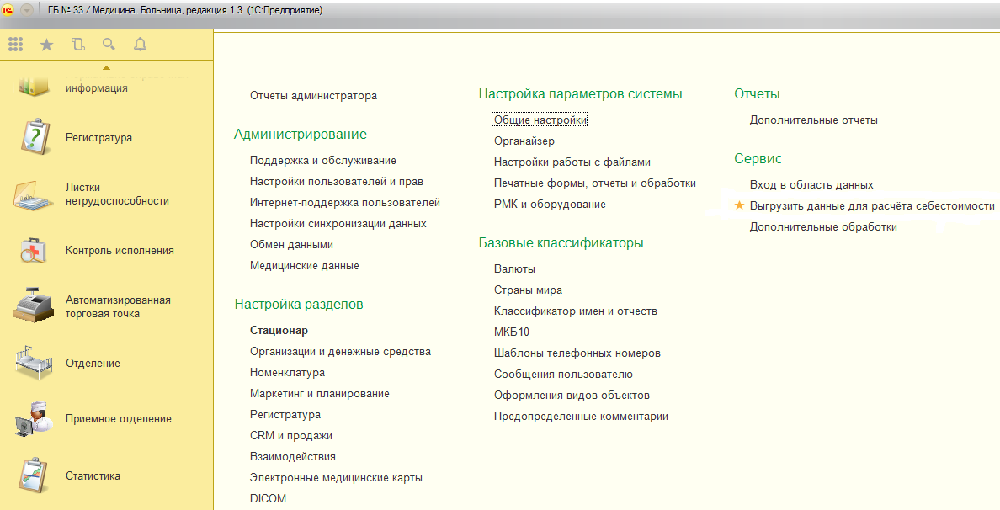 ГБ № 33 / Медицина. Больница, редакция 1.3 (1С:Предприятие)
информация
Регистратура
Листки
нетрудоспособности
Контроль исполнения
Автоматизированная
торговая точка
Отделение
Приемное отделение
Статистика
Отчеты администратора
Администрирование
Поддержка и обслуживание
Настройки пользователей и прав
Интернет-поддержка пользователей
Настройки синхронизации данных
Обмен данными
Медицинские данные
Настройка разделов
Стационар
Организации и денежные средства
Номенклатура
Маркетинг и планирование
Регистратура
CRM и продажи
Взаимодействия
Электронные медицинские карты
DICOM
Настройка параметров системы
Общие настройки
Органайзер
Настройки работы с файлами
Печатные формы, отчеты и обработки
РМК и оборудование
Базовые классификаторы
Валюты
Страны мира
Классификатор имен и отчеств
МКБ10
Шаблоны телефонных номеров
Сообщения пользователю
Оформления видов объектов
Предопределенные комментарии
Отчеты
Дополнительные отчеты
Сервис
Вход в область данных
Выгрузить данные для расчёта себестоимости
Дополнительные обработки